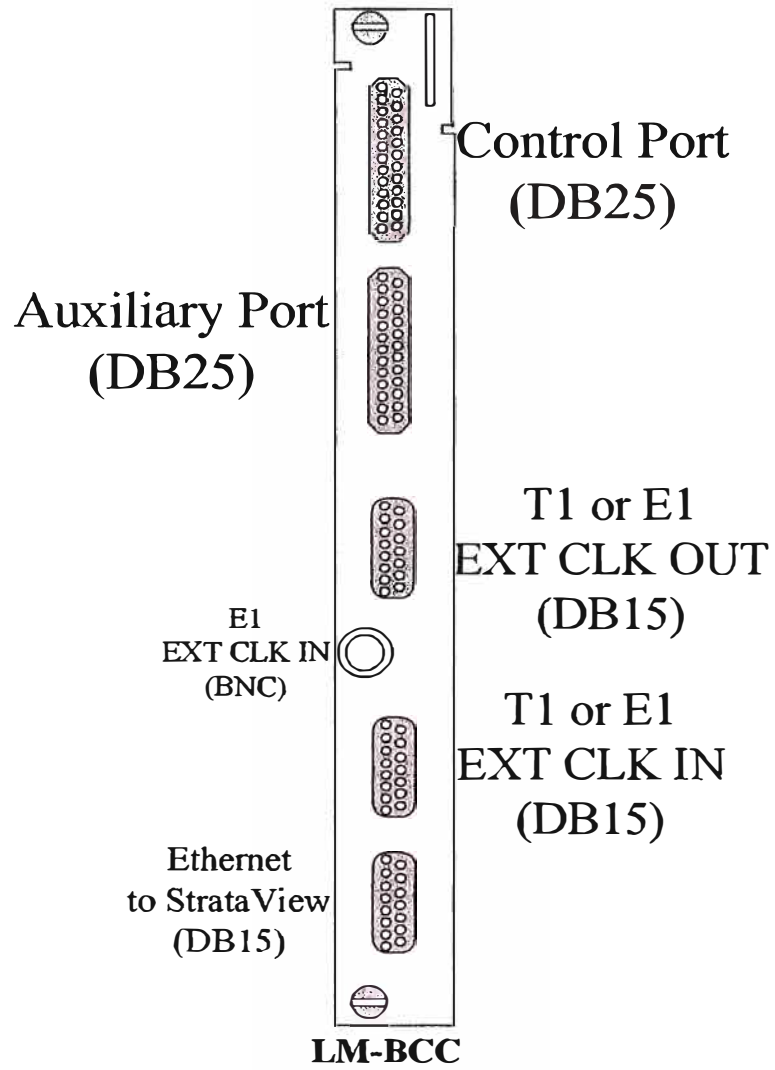 Control Port
(DB25)
Auxiliary Port
(DB25)
T1 or E1
EXT CLK OUT
(DB15)
E1
EXT CLK IN
(BNC)
T1 or E1
EXT CLK IN
(DB15)
Ethernet
to StrataView
(DB15)
LM-BCC